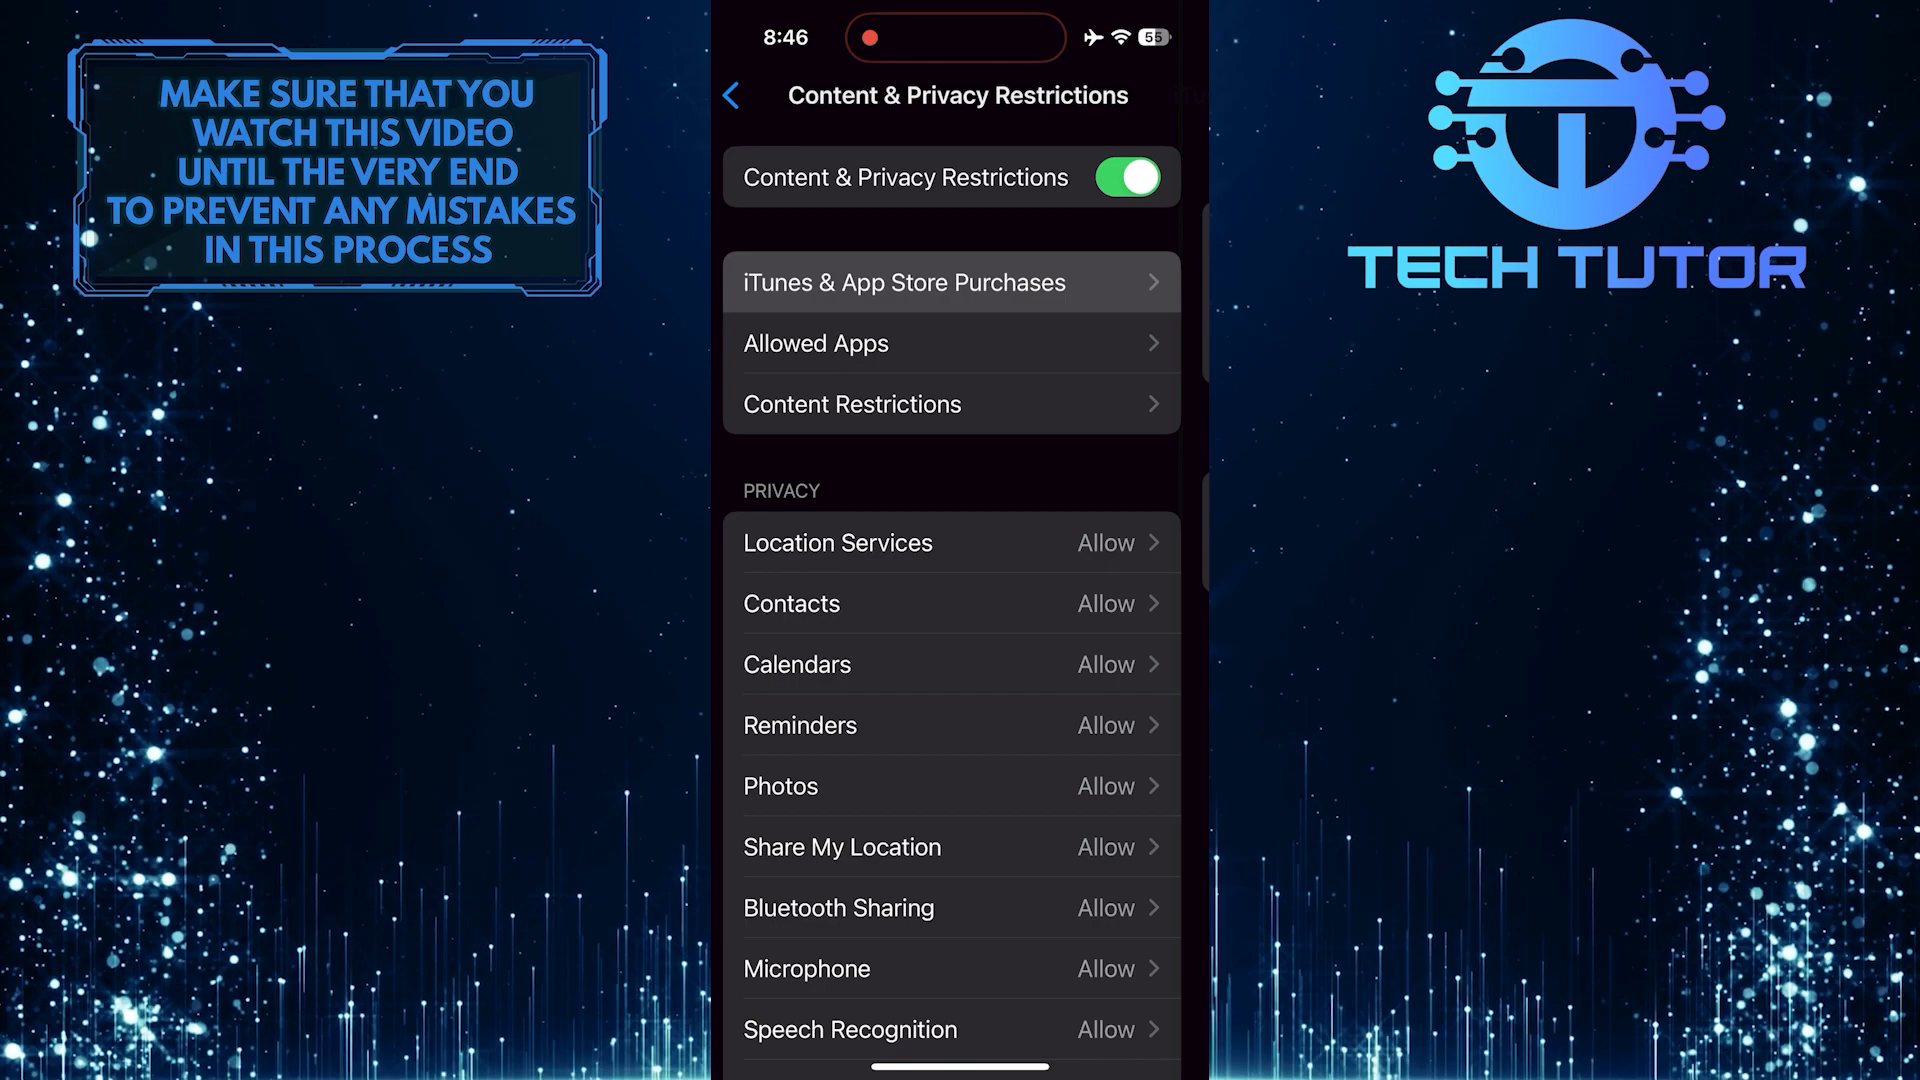 MAKE SURE THAT YOU
WATCH THIS VIDEO
UNTIL THE VERY END
TO PREVENT ANY MISTAKES
IN THIS PROCESS
8:46
55
Content & Privacy Restrictions
Content & Privacy Restrictions
iTunes & App Store Purchases
Allowed Apps
Content Restrictions
PRIVACY
Location Services Allow
Contacts Allow
Calendars Allow
Reminders Allow
Photos Allow
Share My Location Allow
Bluetooth Sharing Allow
Microphone Allow
Speech Recognition Allow
TECH TUTOR